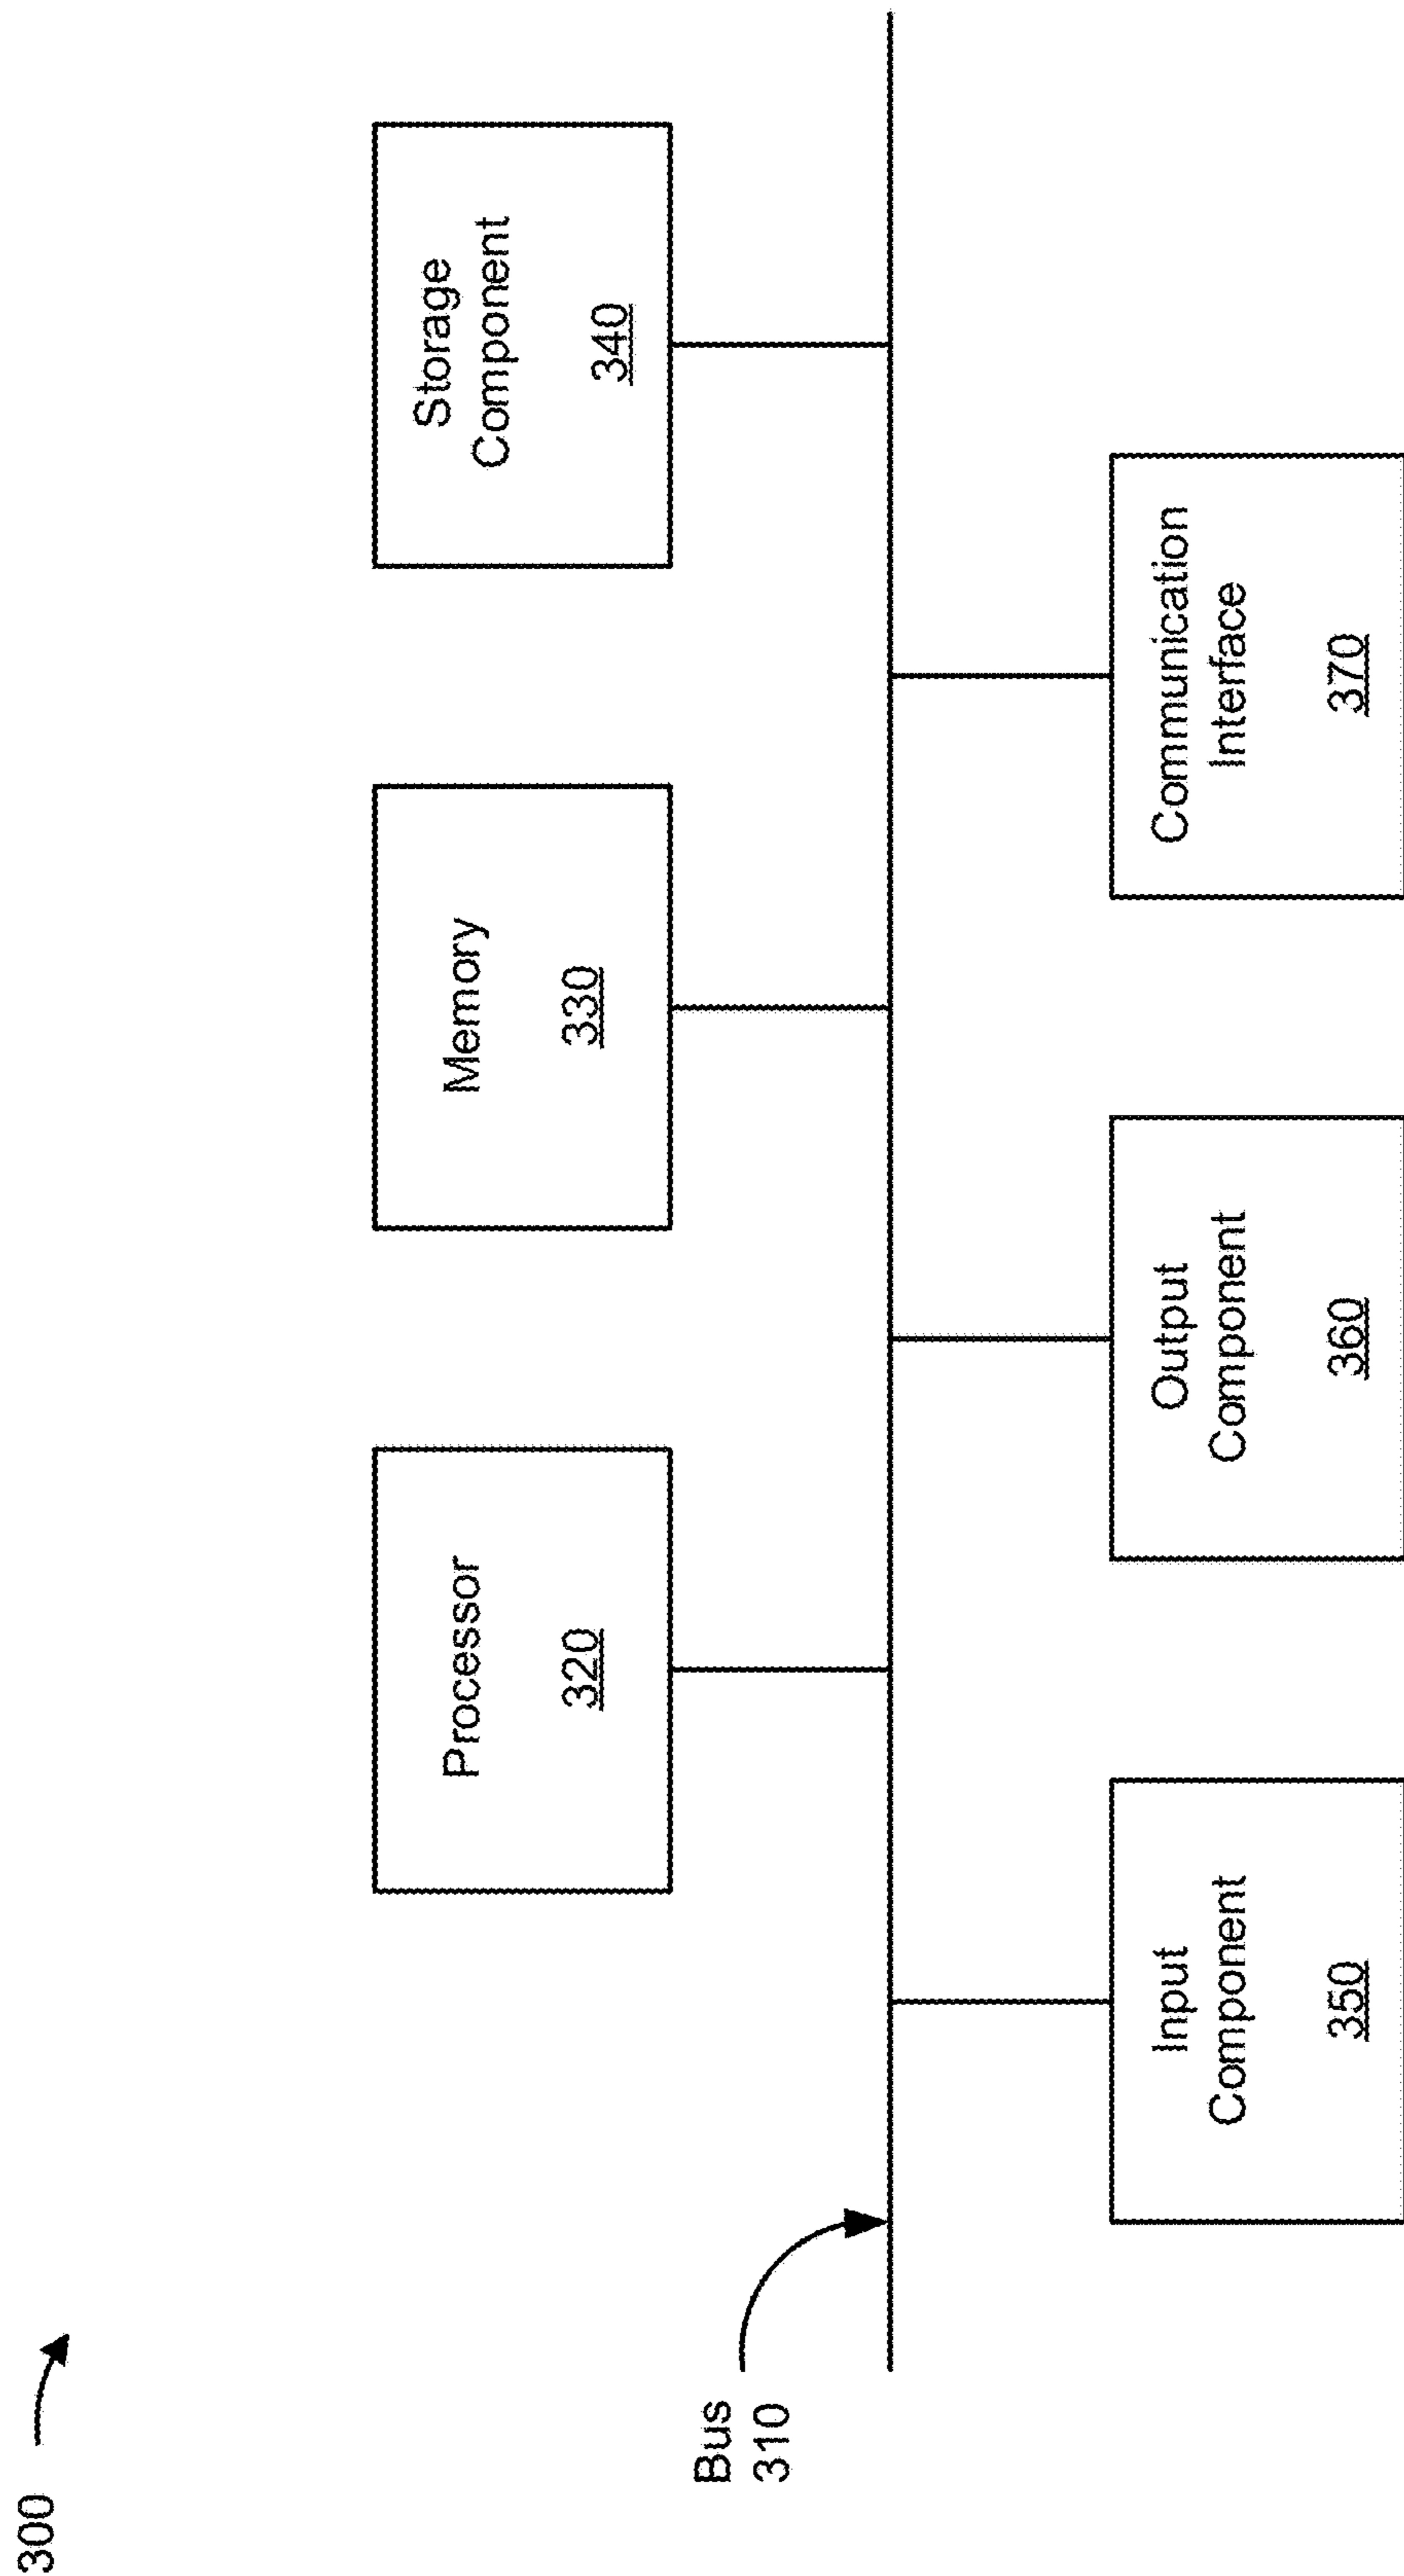 300
Processor
320
Memory
330
Storage
Component
340
Bus
310
Input
Component
350
Output
Component
360
Communication
Interface
370